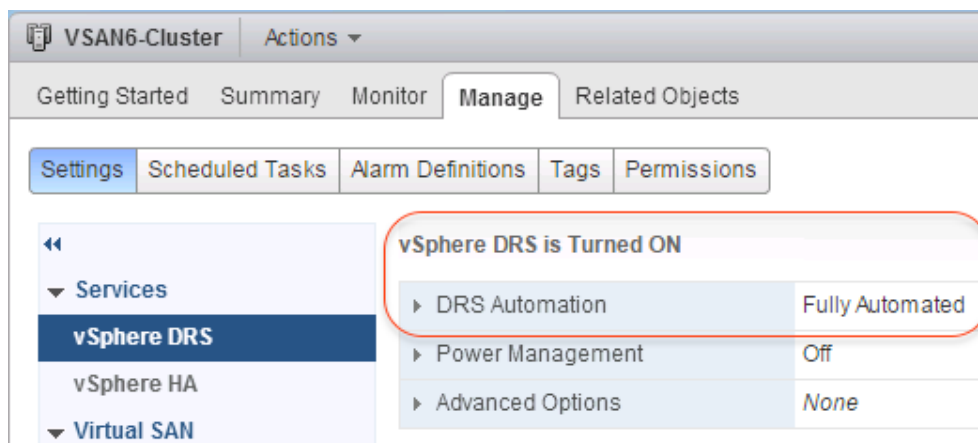 VSAN6-Cluster Actions
Getting Started Summary Monitor Manage Related Objects
Settings Scheduled Tasks Alarm Definitions Tags Permissions
vSphere DRS is Turned ON
Services
DRS Automation Fully Automated
vSphere DRS
Power Management Off
vSphere HA
Advanced Options None
Virtual SAN